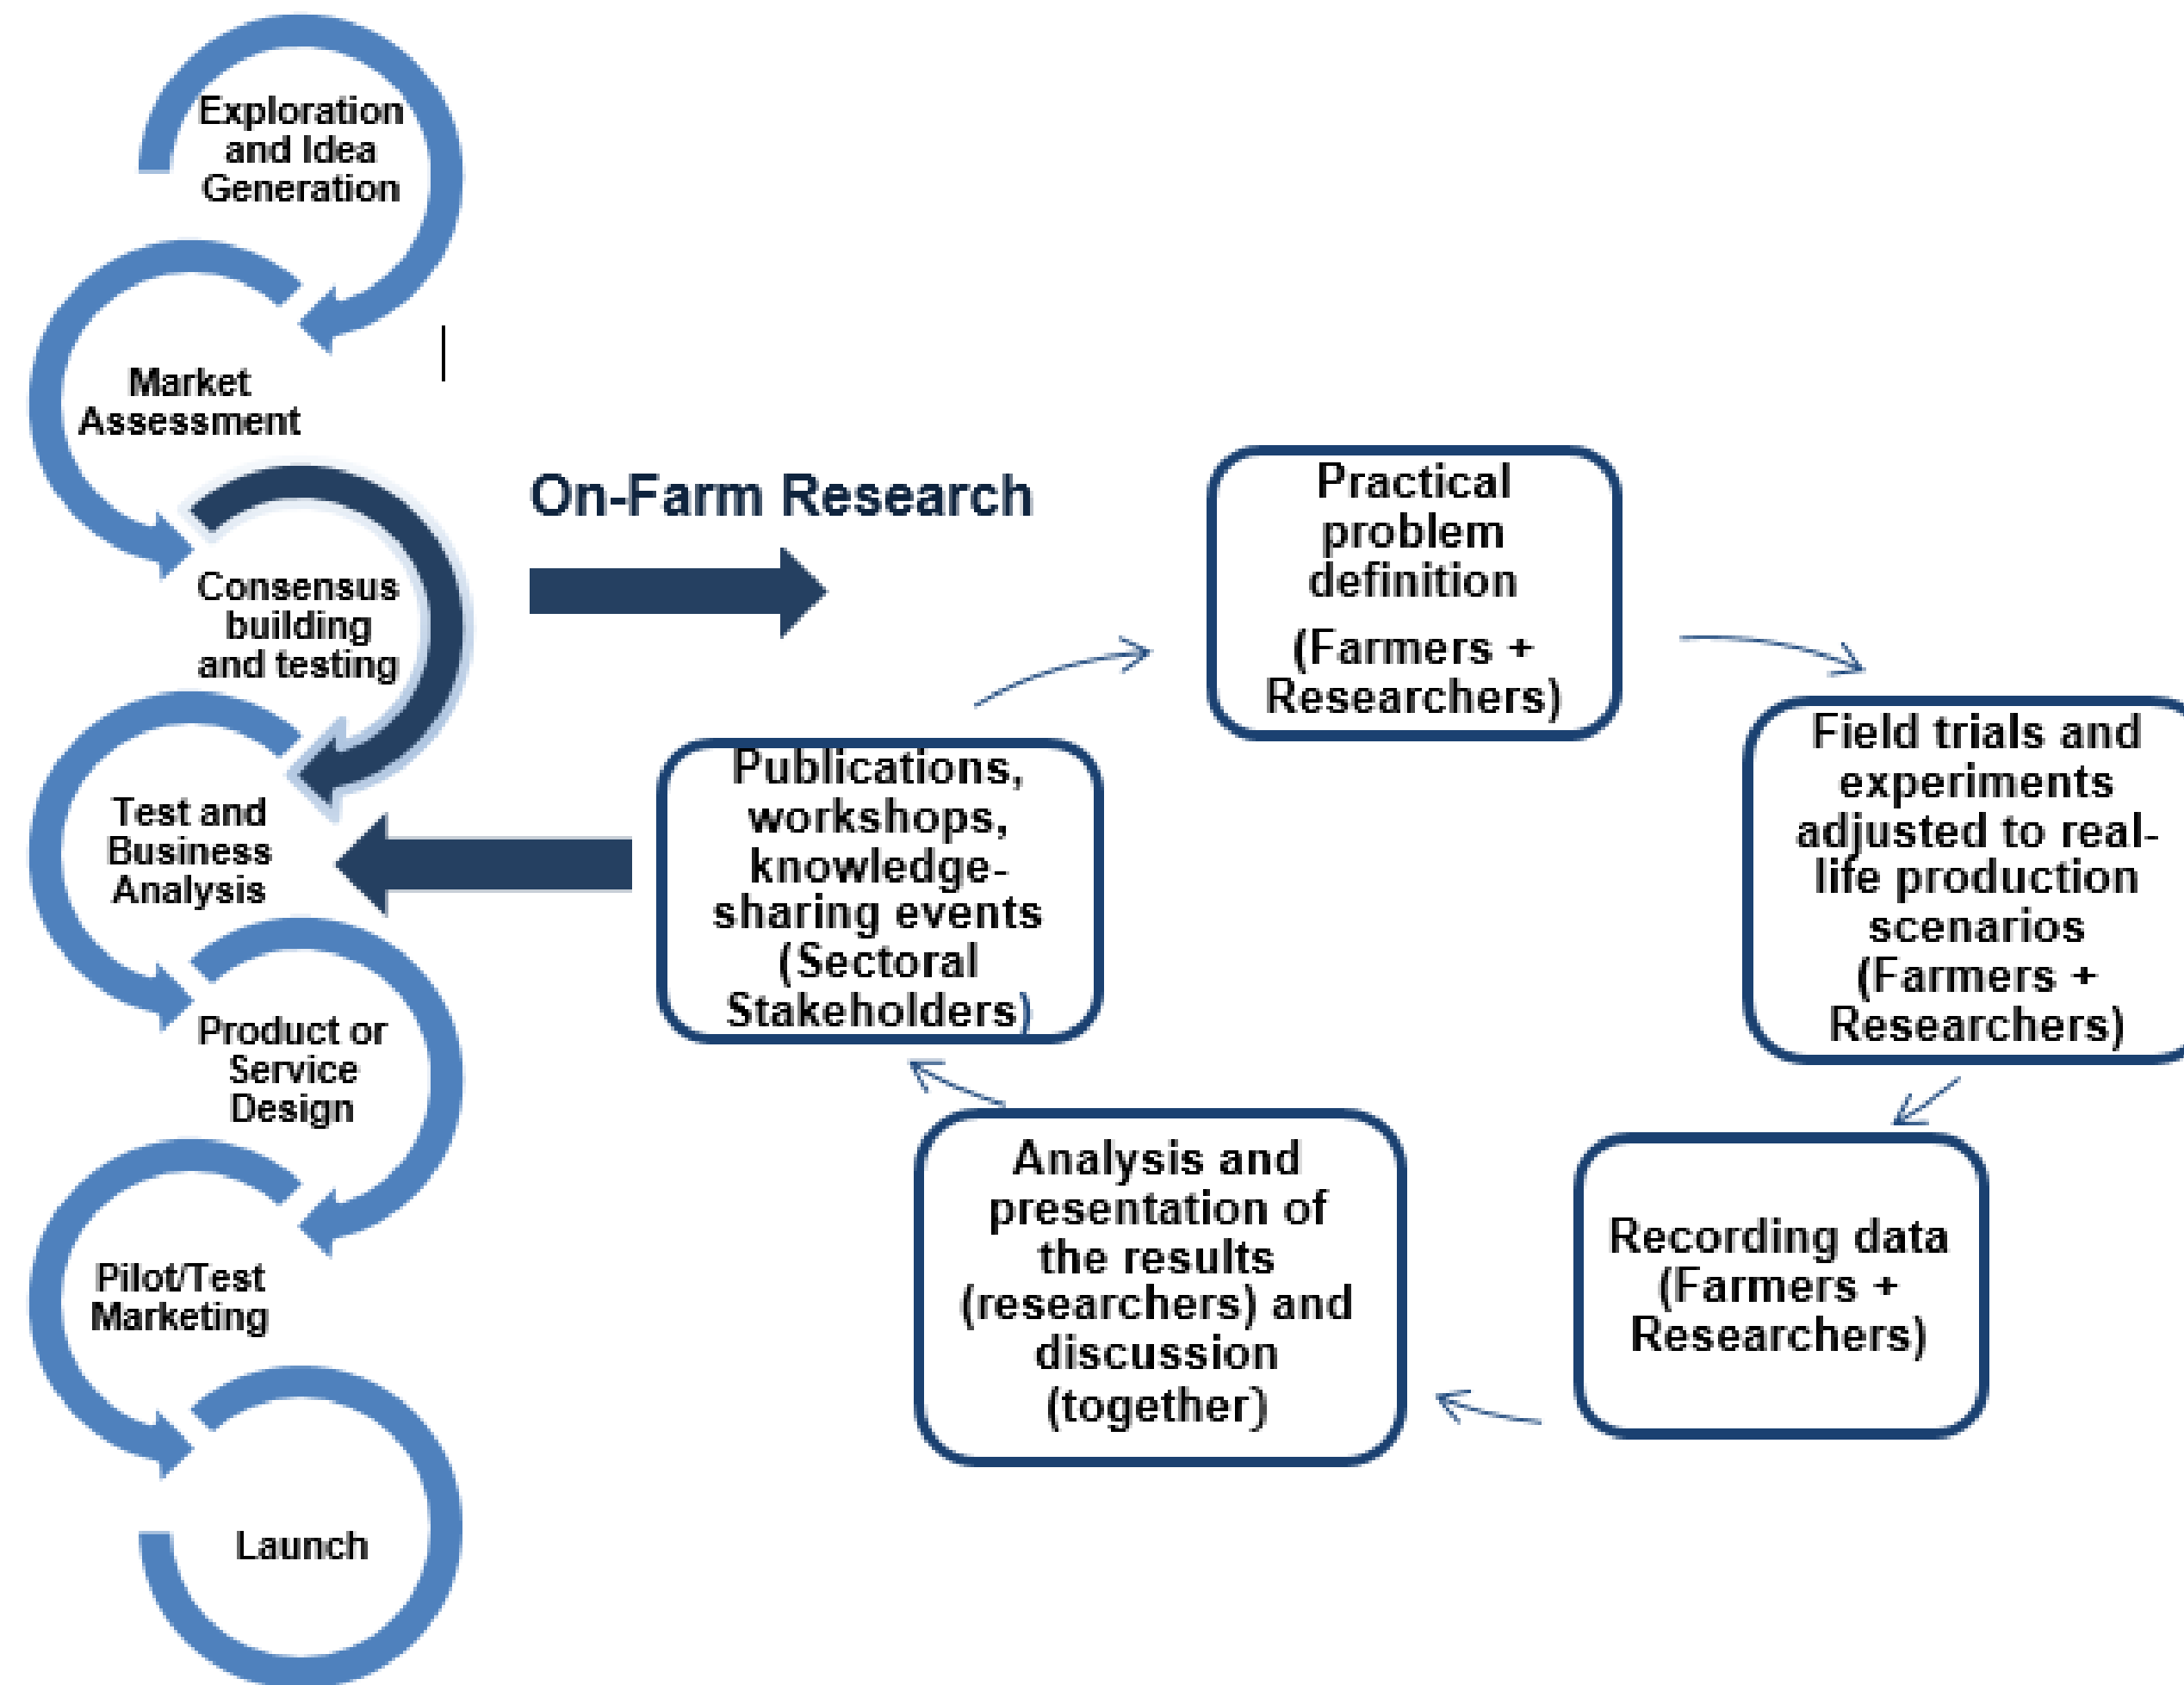 Exploration
and Idea
Generation
Market
Assessment
Consensus
building
and testing
Test and
Business
Analysis
Product or
Service
Design
Pilot/Test
Marketing
Launch
On-Farm Research
Practical
problem
definition
(Farmers +
Researchers)
Field trials and
experiments
adjusted to real-
life production
scenarios
(Farmers +
Researchers)
Recording data
(Farmers +
Researchers)
Analysis and
presentation of
the results
(researchers) and
discussion
(together)
Publications,
workshops,
knowledge-
sharing events
(Sectoral
Stakeholders)